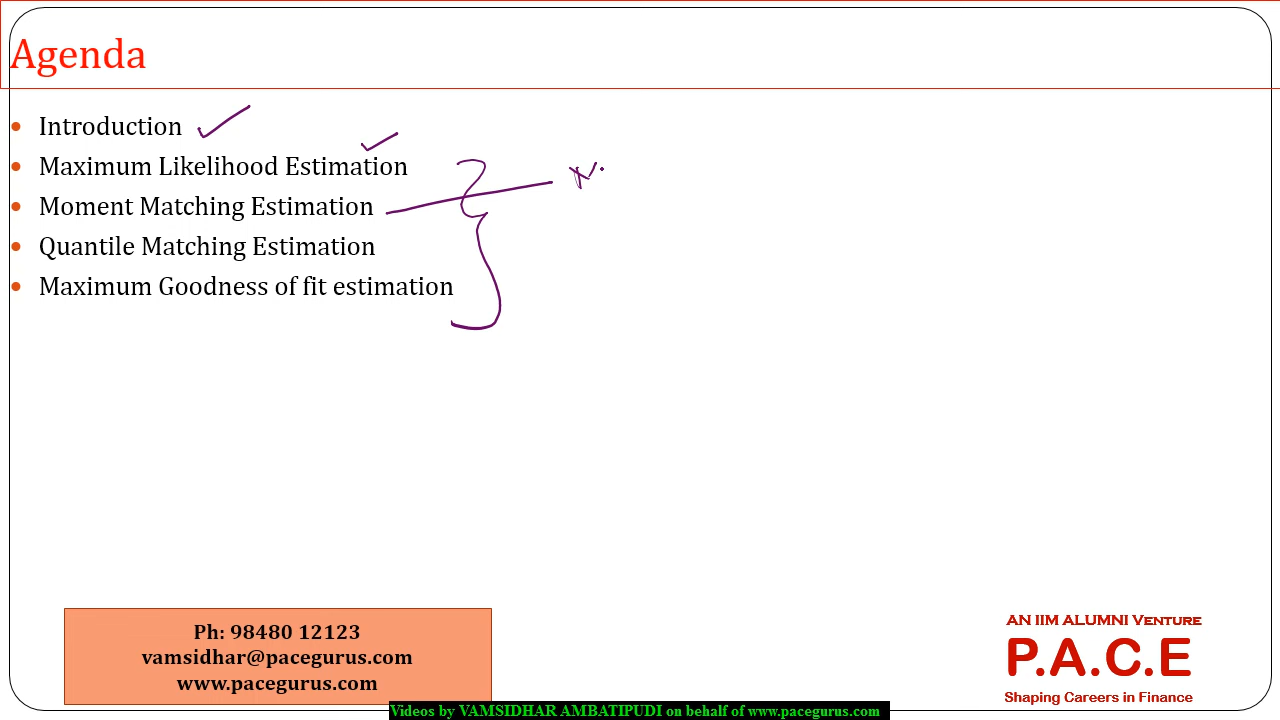 Agenda
Introduction
Maximum Likelihood Estimation
Moment Matching Estimation
Quantile Matching Estimation
Maximum Goodness of fit estimation
Ph: 98480 12123
vamsidhar@pacegurus.com
www.pacegurus.com
AN IIM ALUMNI VENTURE
P.A.C.E
Shaping Careers in Finance
Videos by VAMSIDHAR AMBATIPUDI on behalf of www.pacegurus.com